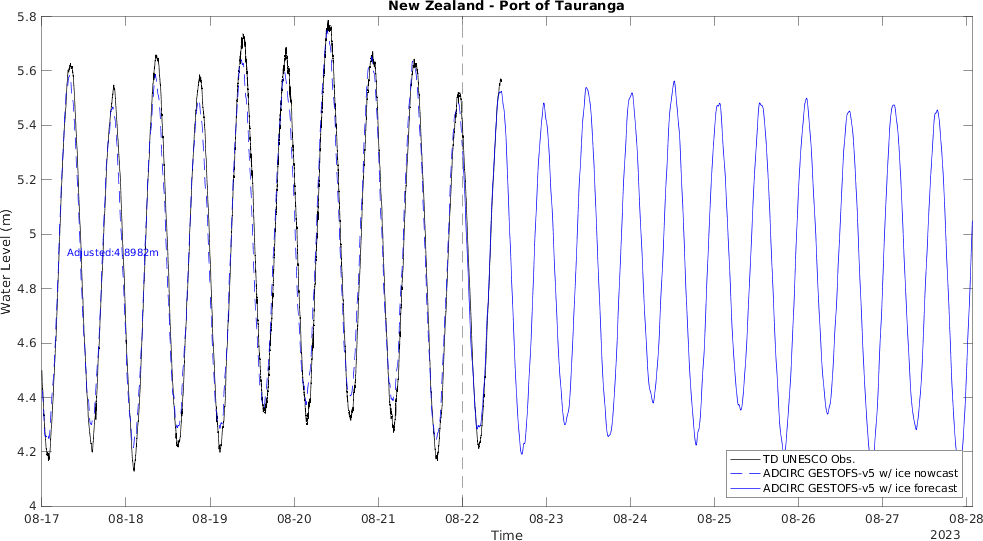 New Zealand - Port of Tauranga
5.8
5.6
5.4
5.2
5
4.8
4.6
4.4
4.2
4
Water Level (m)
Adjusted:4.8982m
TD UNESCO Obs.
ADCIRC GESTOFS-v5 w/ ice nowcast
ADCIRC GESTOFS-v5 w/ ice forecast
08-17 08-18 08-19 08-20 08-21 08-22 08-23 08-24 08-25 08-26 08-27 08-28
Time
2023